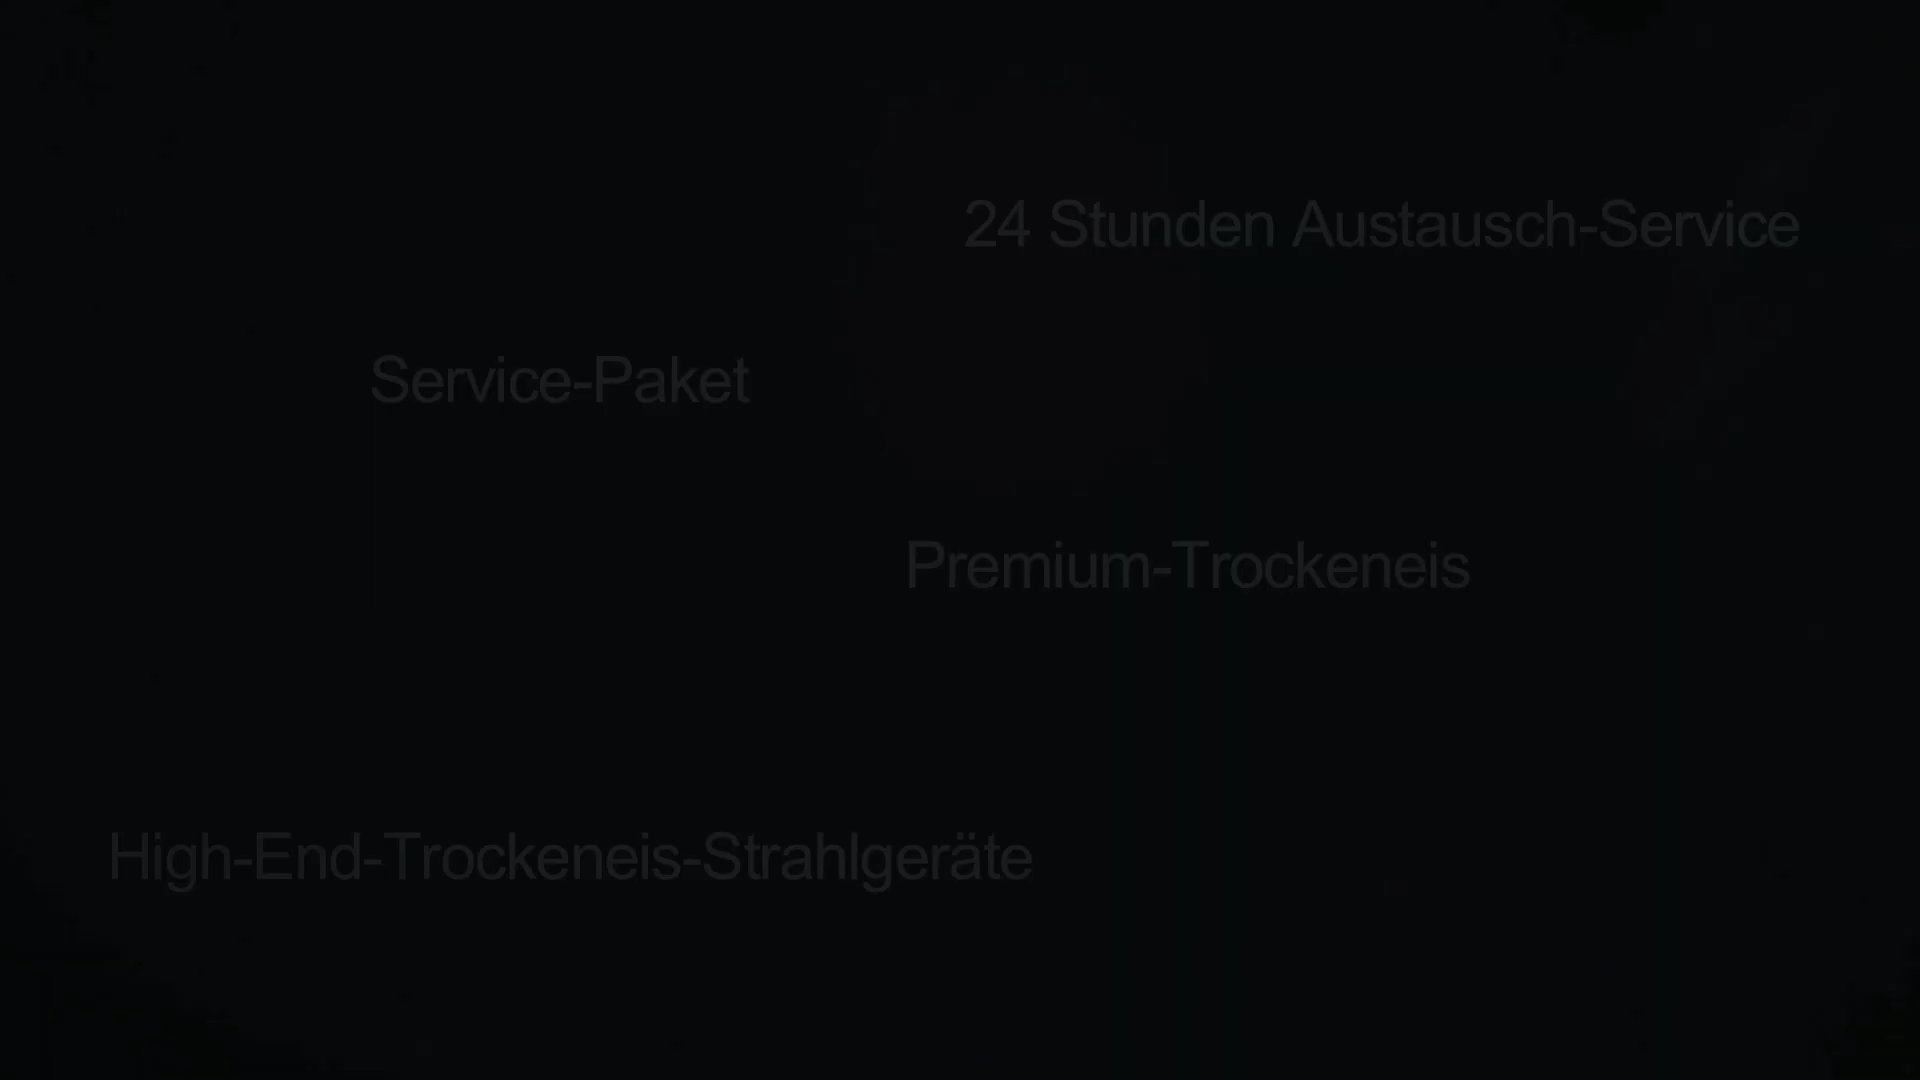 24 Stunden Austausch-Service
Service-Paket
Premium-Trockeneis
High-End-Trockeneis-Strahlgeräte